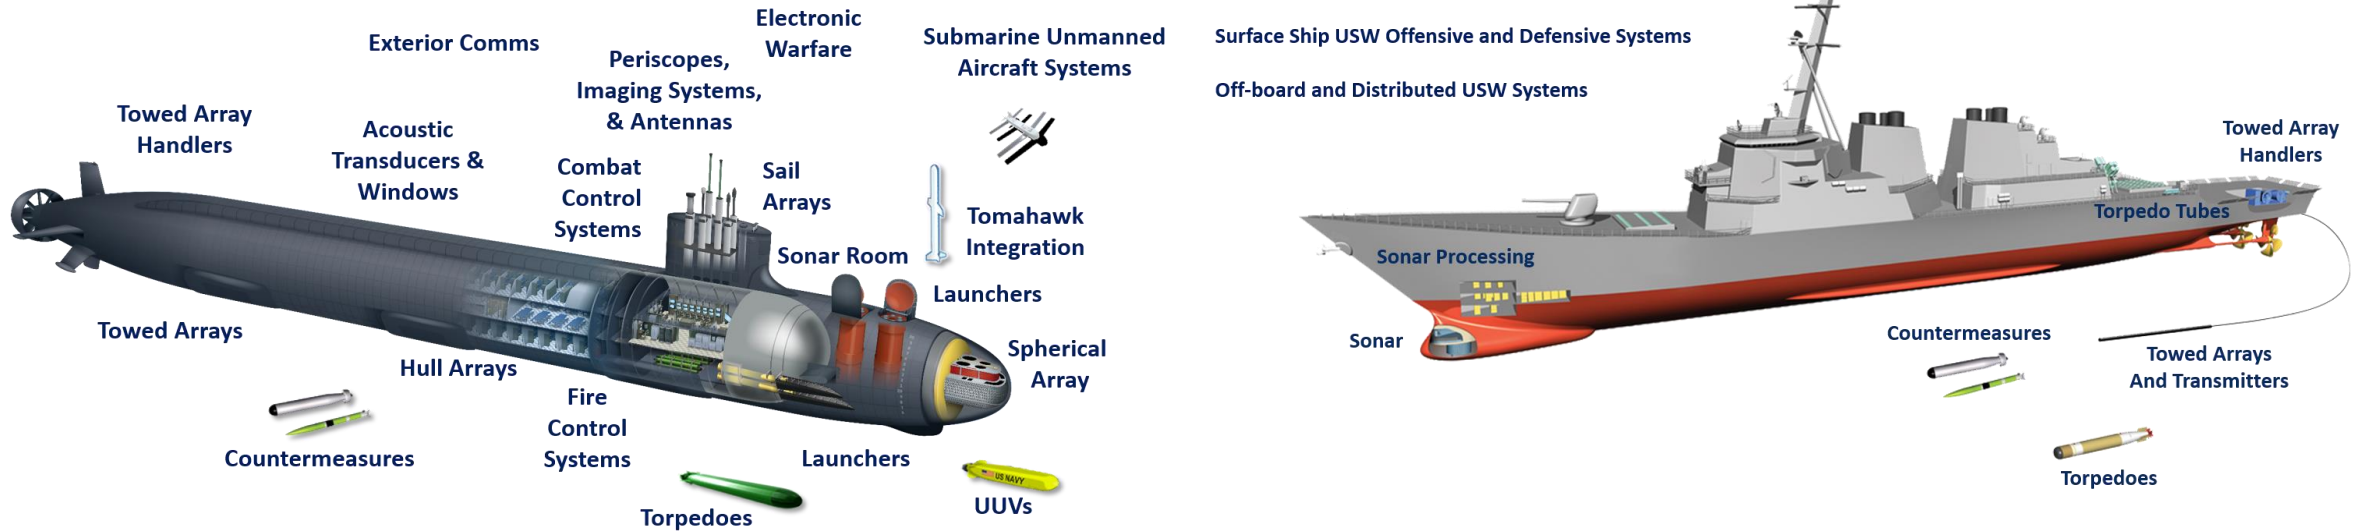 Exterior Comms
Electronic
Warfare
Periscopes,
Imaging Systems,
& Antennas
Submarine Unmanned
Aircraft Systems
Towed Array
Handlers
Acoustic
Transducers &
Windows
Combat
Control
Systems
Sail
Arrays
Tomahawk
Integration
Sonar Room
Launchers
Towed Arrays
Hull Arrays
Spherical
Array
Fire
Control
Systems
Countermeasures
Launchers
US NAVY
UUVs
Torpedoes
Surface Ship USW Offensive and Defensive Systems
Off-board and Distributed USW Systems
Towed Array
Handlers
Torpedo Tubes
Sonar Processing
Sonar
Countermeasures
Towed Arrays
And Transmitters
Torpedoes